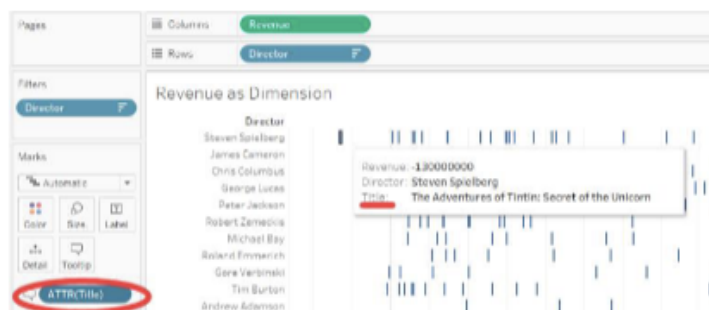 Pages
Columns
Revenue
Rows
Director
Filters
Director
Revenue as Dimension
Director
Steven Spielberg
James Cameron
Chris Columbus
George Lucas
Peter Jackson
Robert Zemeckis
Michael Bay
Roland Emmerich
Gore Verbinski
Tim Burton
Andrew Adamson
Revenue: -130000000
Director: Steven Spielberg
Title: The Adventures of Tintin: Secret of the Unicorn
Marks
Automatic
Color Size Label
Detail Tooltip
ATTR(Title)